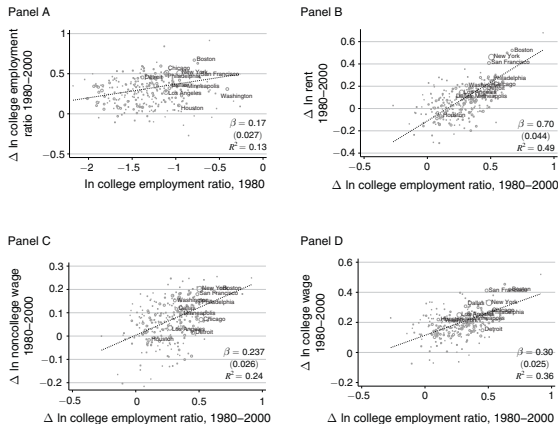 Panel A
Δ ln college employment
ratio 1980–2000
1
0.5
0
−0.5
Boston
Chicago
New York
San Francisco
Detroit
Philadelphia
Minneapolis
Los Angeles
Washington
Houston
β = 0.17
(0.027)
R² = 0.13
−2
−1.5
−1
−0.5
0
ln college employment ratio, 1980
Panel B
Δ ln rent
1980–2000
0.6
0.4
0.2
0
−0.2
−0.4
Boston
New York
San Francisco
Washington
Philadelphia
Los Angeles
Minneapolis
Houston
β = 0.70
(0.044)
R² = 0.49
−0.5
0
0.5
1
Δ ln college employment ratio, 1980–2000
Panel C
Δ ln noncollege wage
1980–2000
0.3
0.2
0.1
0
−0.1
−0.2
New York
Boston
San Francisco
Washington
Philadelphia
Minneapolis
Chicago
Los Angeles
Detroit
Houston
β = 0.237
(0.026)
R² = 0.24
−0.5
0
0.5
1
Δ ln college employment ratio, 1980–2000
Panel D
Δ ln college wage
1980–2000
0.6
0.4
0.2
0
−0.2
San Francisco
Boston
Dallas
New York
Chicago
Philadelphia
Los Angeles
Minneapolis
Washington
Detroit
β = 0.30
(0.025)
R² = 0.36
−0.5
0
0.5
1
Δ ln college employment ratio, 1980–2000